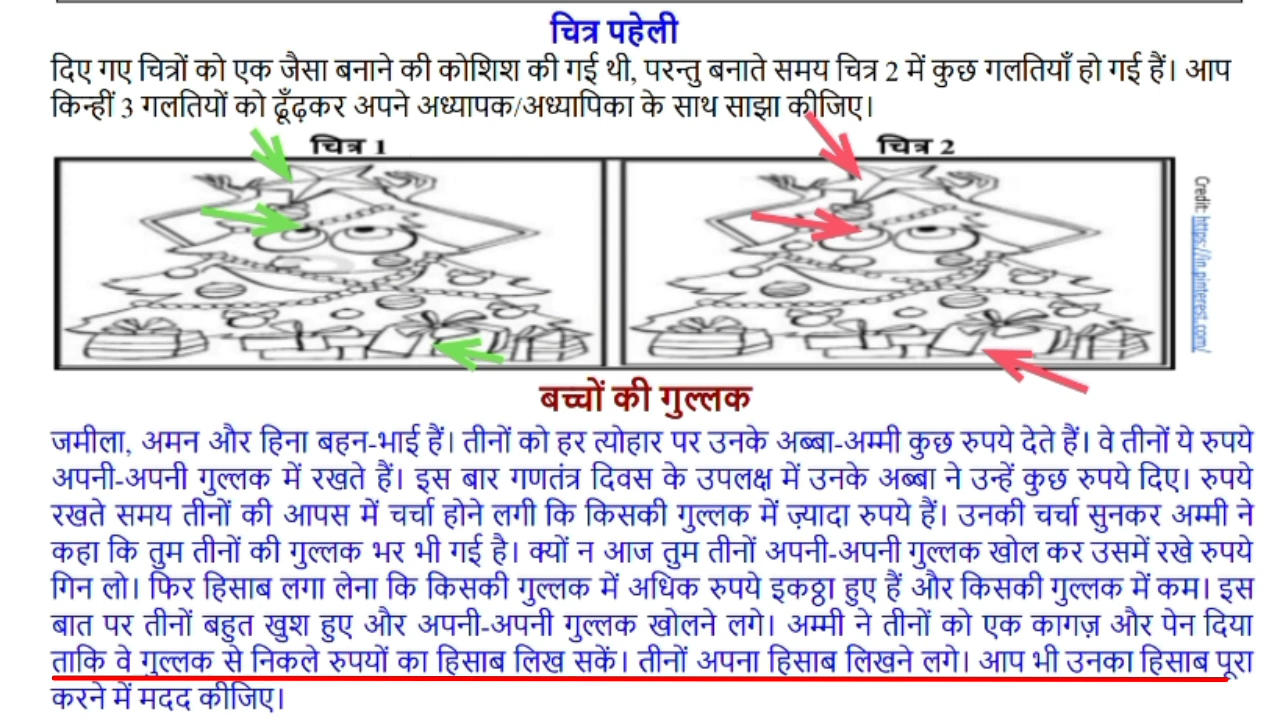 चित्र पहेली
दिए गए चित्रों को एक जैसा बनाने की कोशिश की गई थी, परन्तु बनाते समय चित्र 2 में कुछ गलतियाँ हो गई हैं। आप
किन्हीं 3 गलतियों को ढूँढ़कर अपने अध्यापक/अध्यापिका के साथ साझा कीजिए।
चित्र 1
चित्र 2
Credit: https://in.pinterest.com/
बच्चों की गुल्लक
जमीला, अमन और हिना बहन-भाई हैं। तीनों को हर त्योहार पर उनके अब्बा-अम्मी कुछ रुपये देते हैं। वे तीनों ये रुपये
अपनी-अपनी गुल्लक में रखते हैं। इस बार गणतंत्र दिवस के उपलक्ष में उनके अब्बा ने उन्हें कुछ रुपये दिए। रुपये
रखते समय तीनों की आपस में चर्चा होने लगी कि किसकी गुल्लक में ज़्यादा रुपये हैं। उनकी चर्चा सुनकर अम्मी ने
कहा कि तुम तीनों की गुल्लक भर भी गई है। क्यों न आज तुम तीनों अपनी-अपनी गुल्लक खोल कर उसमें रखे रुपये
गिन लो। फिर हिसाब लगा लेना कि किसकी गुल्लक में अधिक रुपये इकठ्ठा हुए हैं और किसकी गुल्लक में कम। इस
बात पर तीनों बहुत खुश हुए और अपनी-अपनी गुल्लक खोलने लगे। अम्मी ने तीनों को एक कागज़ और पेन दिया
ताकि वे गुल्लक से निकले रुपयों का हिसाब लिख सकें। तीनों अपना हिसाब लिखने लगे। आप भी उनका हिसाब पूरा
करने में मदद कीजिए।